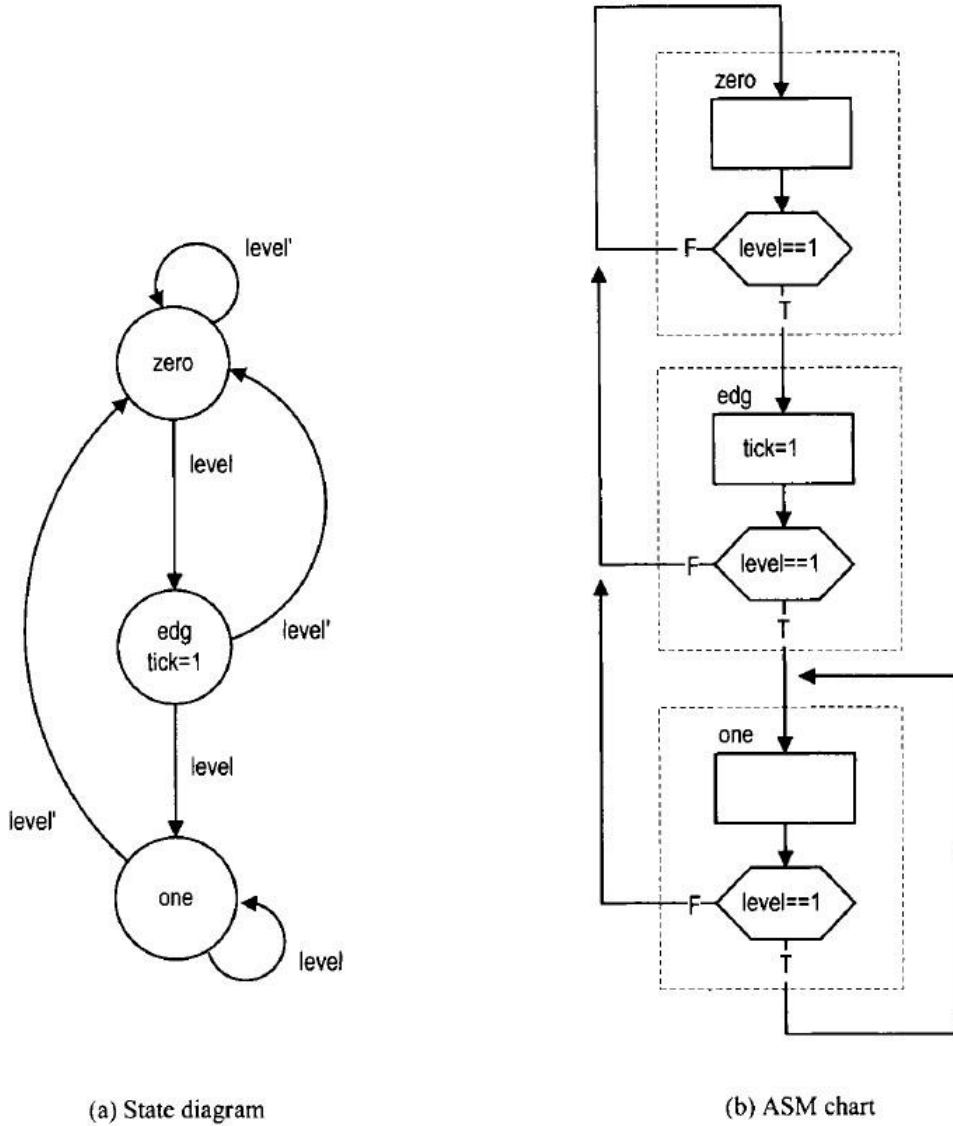 level'
zero
level
edg
tick=1
level'
level
level'
one
level
(a) State diagram
zero
level==1
F
T
edg
tick=1
level==1
F
T
one
level==1
F
T
(b) ASM chart